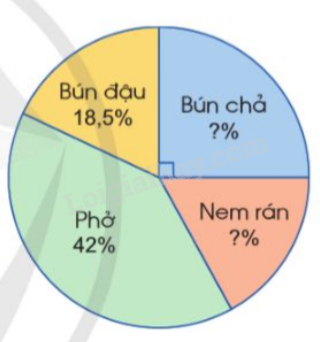 Bún đậu
18,5%
Bún chả
?%
Phở
42%
Nem rán
?%